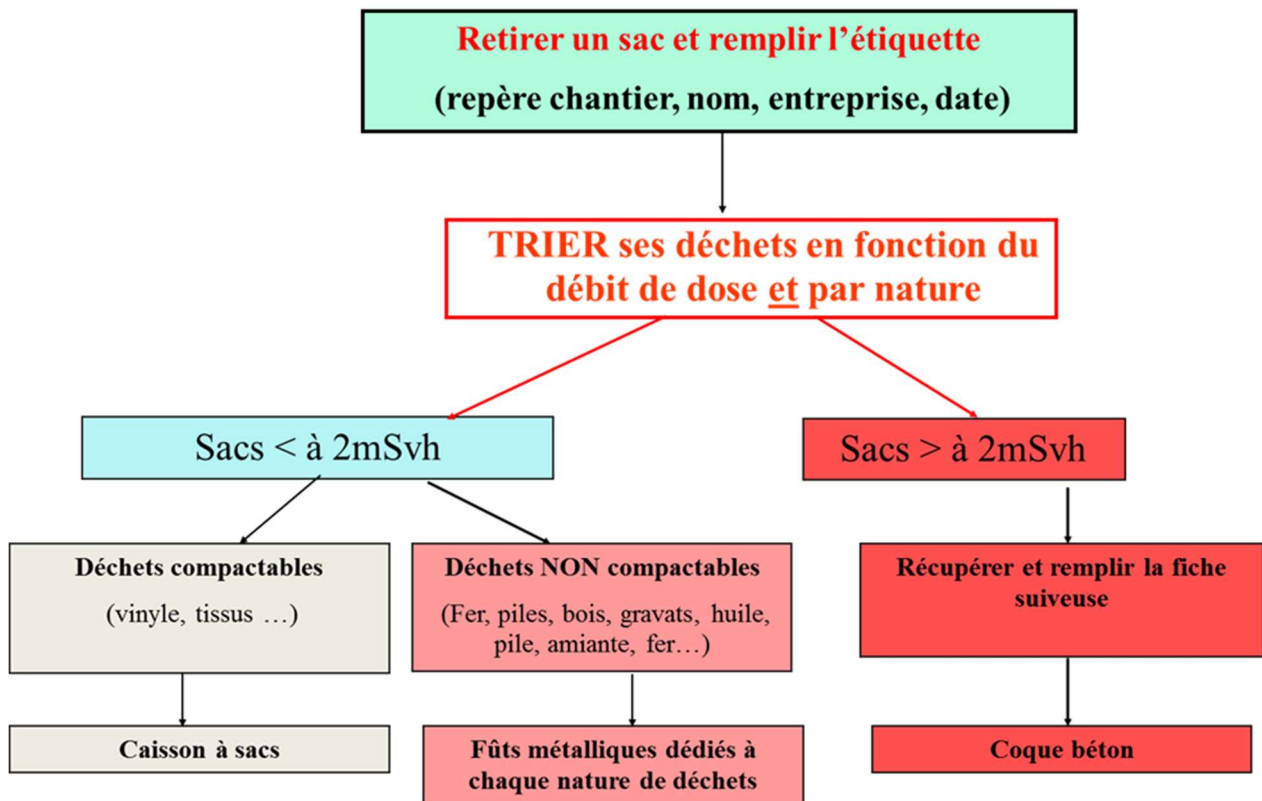 Retirer un sac et remplir l’étiquette
(repère chantier, nom, entreprise, date)
TRIER ses déchets en fonction du
débit de dose et par nature
Sacs < à 2mSvh
Sacs > à 2mSvh
Déchets compactables
(vinyle, tissus …)
Déchets NON compactables
(Fer, piles, bois, gravats, huile,
pile, amiante, fer…)
Récupérer et remplir la fiche
suiveuse
Caisson à sacs
Fûts métalliques dédiés à
chaque nature de déchets
Coque béton